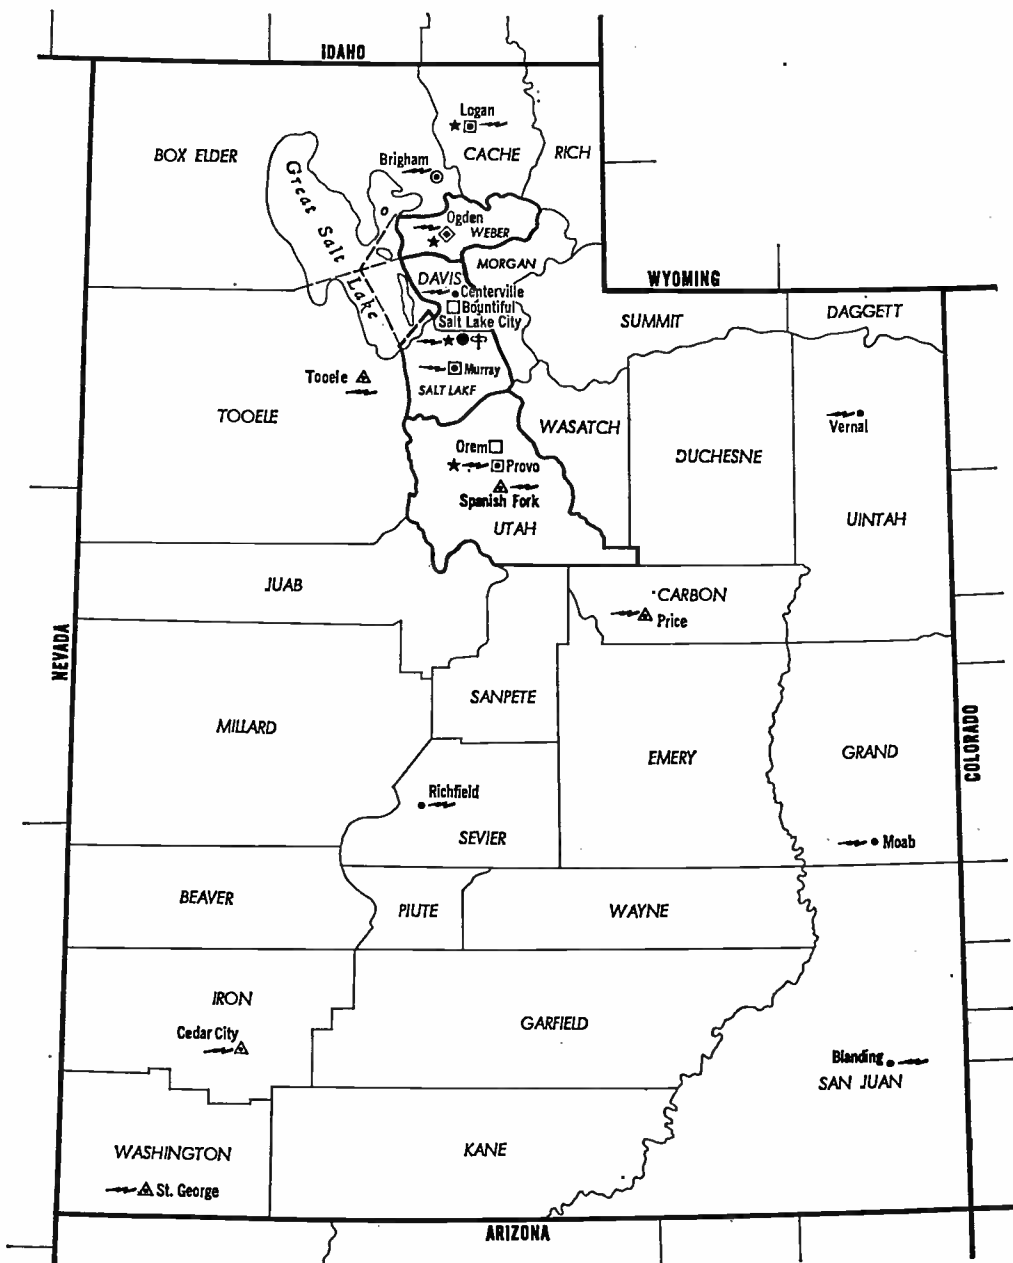 IDAHO
Logan
BOX ELDER
CACHE
RICH
Brigham
Great Salt Lake
Ogden
WEBER
MORGAN
DAVIS
WYOMING
Centerville
Bountiful
Salt Lake City
SUMMIT
DAGGETT
Tooele
Murray
SALT LAKE
TOOELE
WASATCH
Vernal
Orem
DUCHESNE
Provo
Spanish Fork
UTAH
UINTAH
JUAB
CARBON
Price
NEVADA
SANPETE
MILLARD
EMERY
GRAND
COLORADO
Richfield
SEVIER
Moab
BEAVER
PIUTE
WAYNE
IRON
GARFIELD
Cedar City
Blanding
SAN JUAN
WASHINGTON
KANE
St. George
ARIZONA